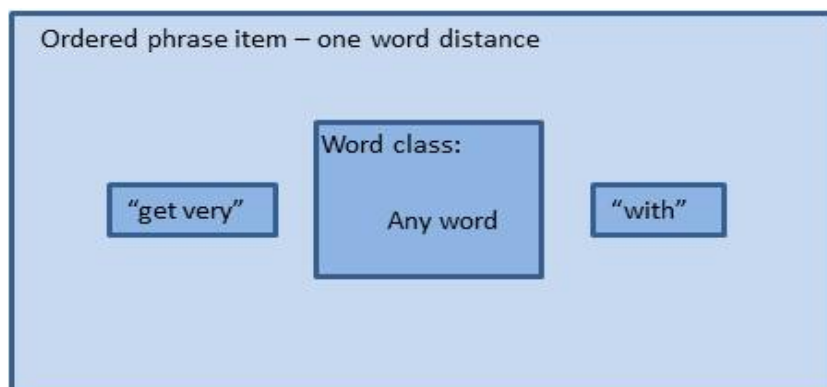 Ordered phrase item – one word distance
Word class:
“get very”
Any word
“with”